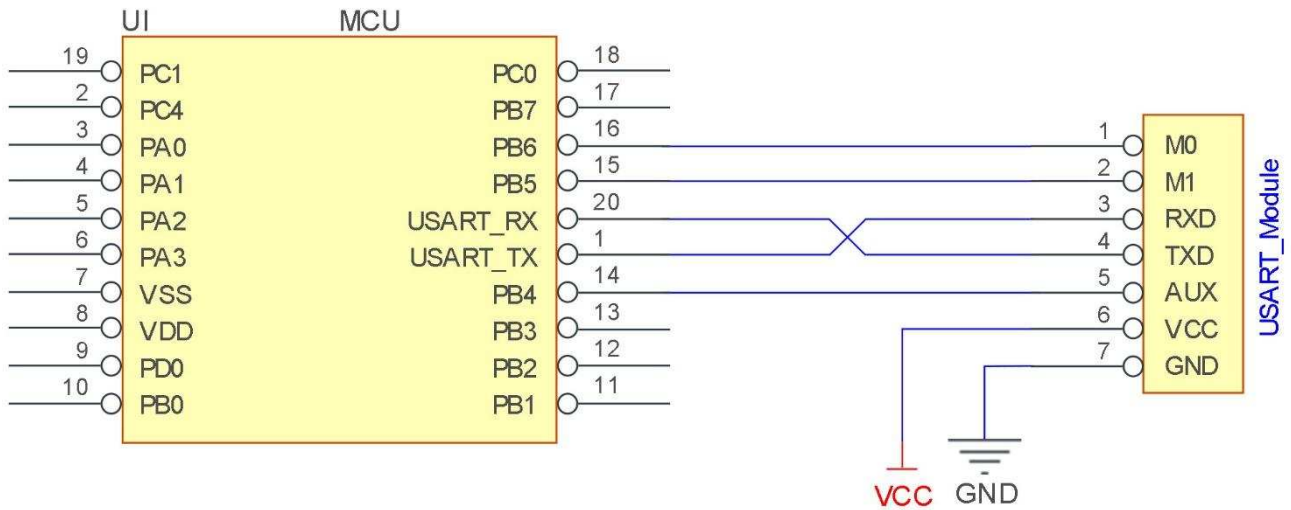 UI MCU
19 PC1 PC0 18
2 PC4 PB7 17
3 PA0 PB6 16 1 M0
4 PA1 PB5 15 2 M1
5 PA2 USART_RX 20 3 RXD
6 PA3 USART_TX 1 4 TXD
7 VSS PB4 14 5 AUX
8 VDD PB3 13 6 VCC
9 PD0 PB2 12 7 GND
10 PB0 PB1 11
USART_Module
VCC GND